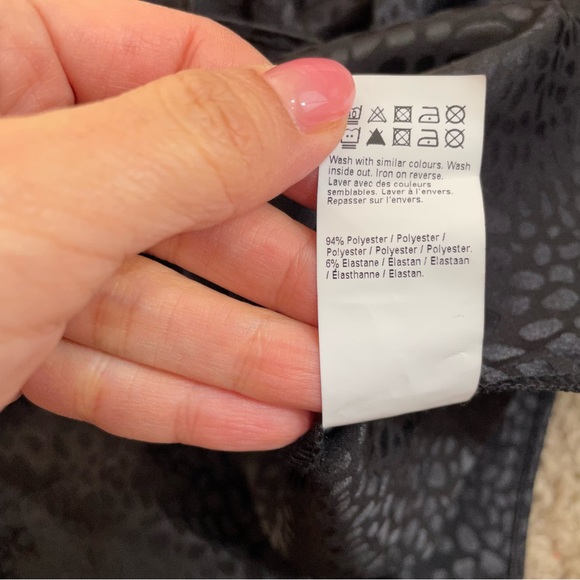 Wash with similar colours. Wash
inside out. Iron on reverse.
Laver avec des couleurs
semblables. Laver à l'envers.
Repasser sur l'envers.
94% Polyester / Polyester /
Polyester / Polyester / Polyester.
6% Elastane / Elastan / Elastaan
/ Élasthanne / Elastan.